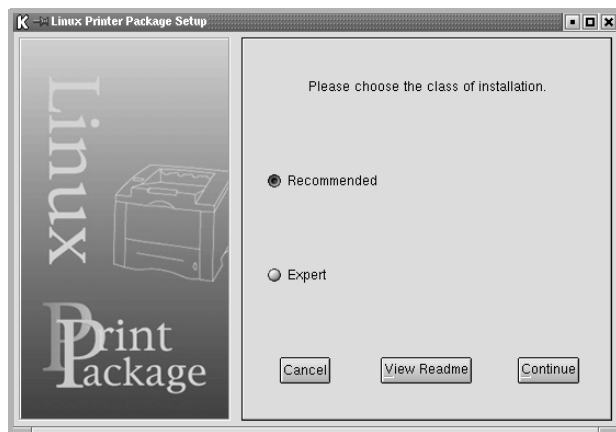 K Linux Printer Package Setup
Linux
Print
Package
Please choose the class of installation.
Recommended
Expert
Cancel View Readme Continue